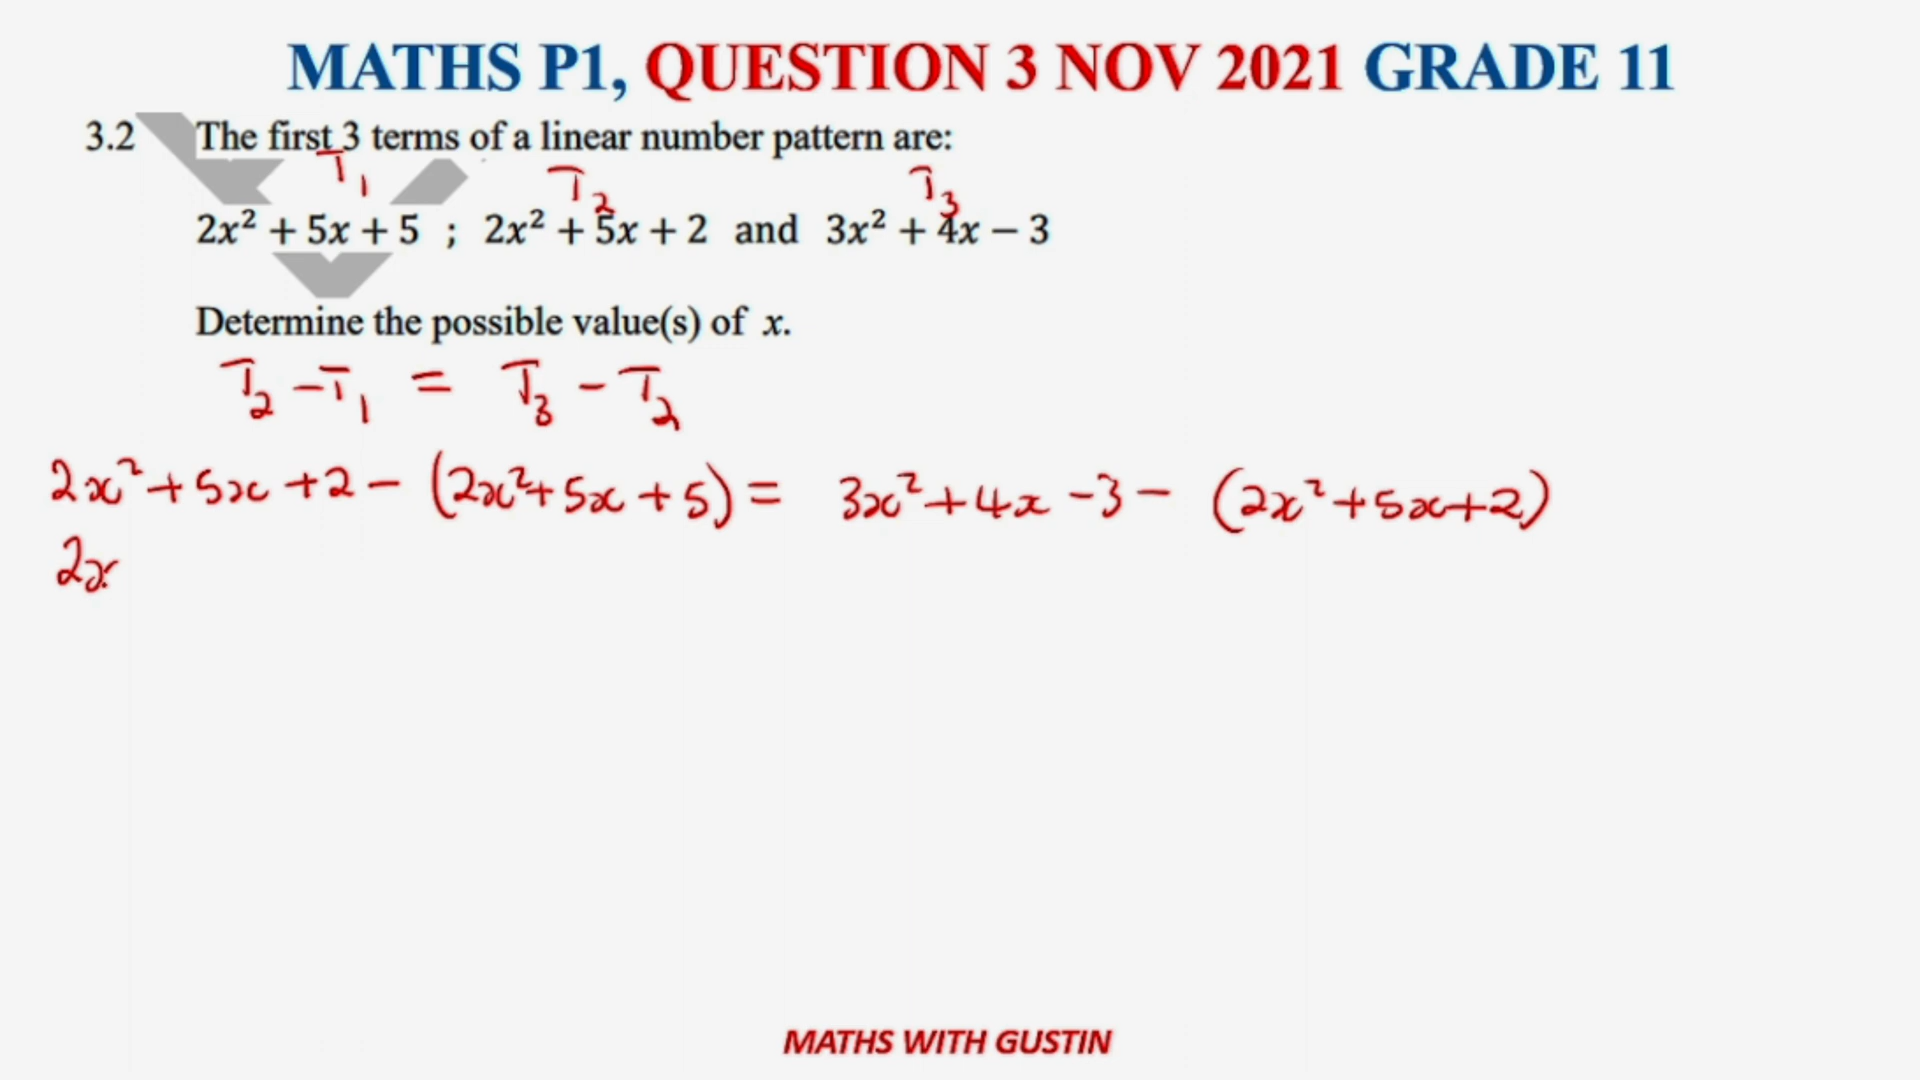 MATHS P1, QUESTION 3 NOV 2021 GRADE 11
3.2 The first 3 terms of a linear number pattern are:
T₁ T₂ T₃
2x² + 5x + 5 ; 2x² + 5x + 2 and 3x² + 4x − 3
Determine the possible value(s) of x.
T₂ − T₁ = T₃ − T₂
2x² + 5x + 2 − (2x² + 5x + 5) = 3x² + 4x − 3 − (2x² + 5x + 2)
2x
MATHS WITH GUSTIN